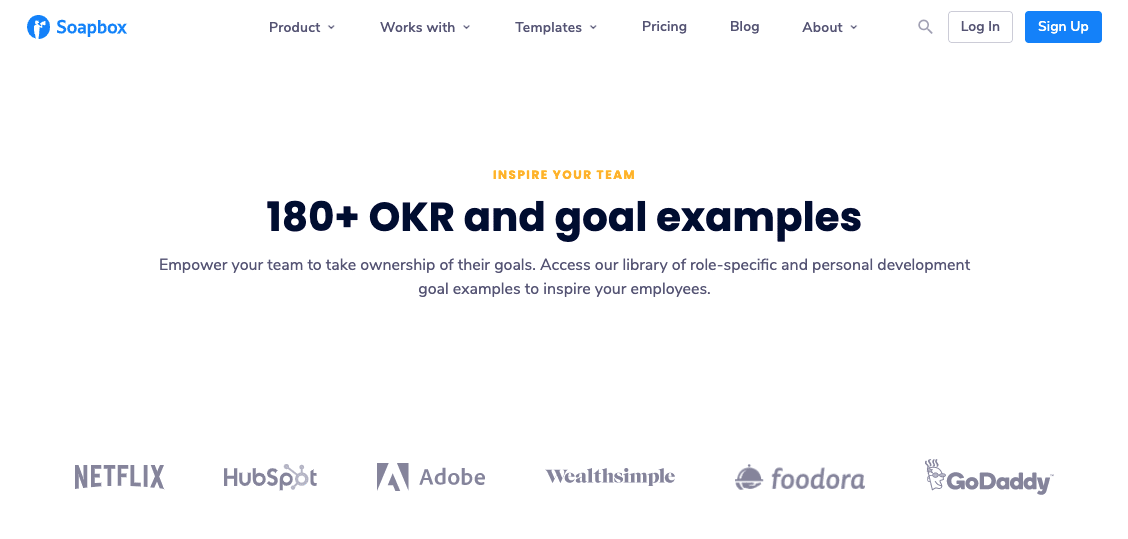 Soapbox Product Works with Templates Pricing Blog About Log In Sign Up
INSPIRE YOUR TEAM
180+ OKR and goal examples
Empower your team to take ownership of their goals. Access our library of role-specific and personal development
goal examples to inspire your employees.
NETFLIX HubSpot Adobe Wealthsimple foodora GoDaddy